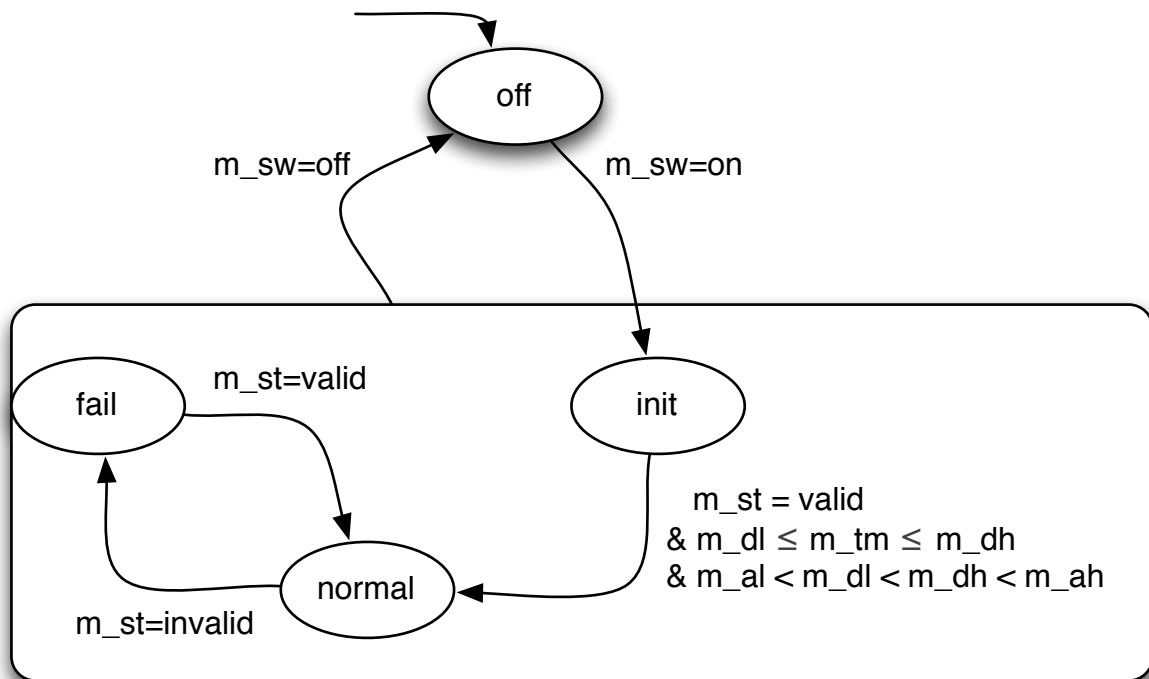 off
m_sw=off
m_sw=on
m_st=valid
fail
init
m_st = valid
& m_dl ≤ m_tm ≤ m_dh
& m_al < m_dl < m_dh < m_ah
normal
m_st=invalid